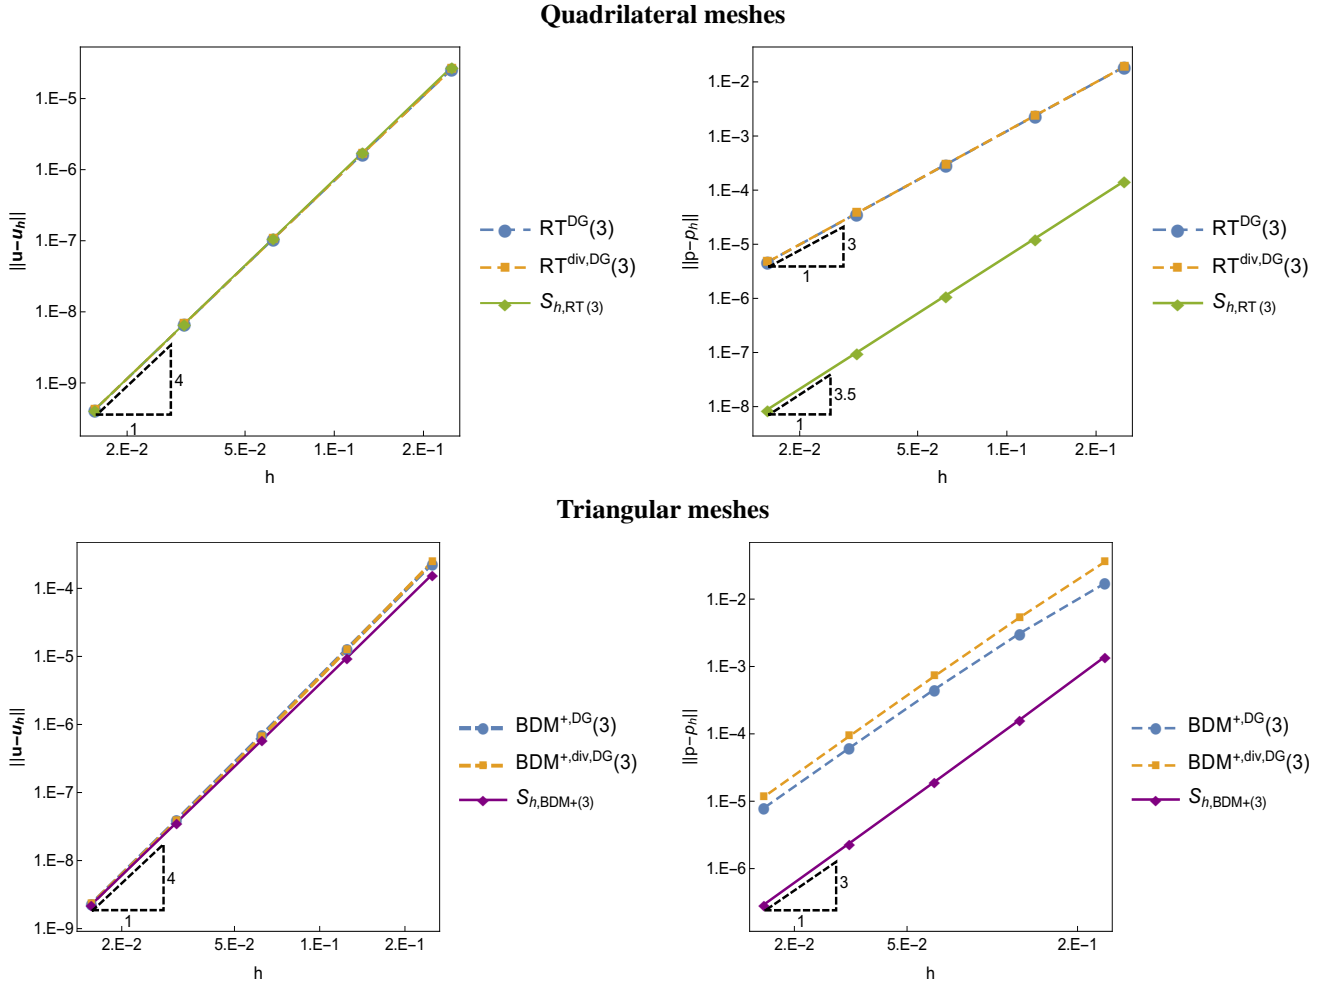 Quadrilateral meshes
||u−u_h||
1.E−5
1.E−6
1.E−7
1.E−8
1.E−9
4
1
2.E−2
5.E−2
1.E−1
2.E−1
h
RT^DG(3)
RT^div,DG(3)
S_h,RT(3)
||p−p_h||
1.E−2
1.E−3
1.E−4
1.E−5
1.E−6
1.E−7
1.E−8
3
1
3.5
1
2.E−2
5.E−2
1.E−1
2.E−1
h
RT^DG(3)
RT^div,DG(3)
S_h,RT(3)
Triangular meshes
||u−u_h||
1.E−4
1.E−5
1.E−6
1.E−7
1.E−8
1.E−9
4
1
2.E−2
5.E−2
1.E−1
2.E−1
h
BDM^+,DG(3)
BDM^+,div,DG(3)
S_h,BDM+(3)
||p−p_h||
1.E−2
1.E−3
1.E−4
1.E−5
1.E−6
3
1
2.E−2
5.E−2
2.E−1
h
BDM^+,DG(3)
BDM^+,div,DG(3)
S_h,BDM+(3)